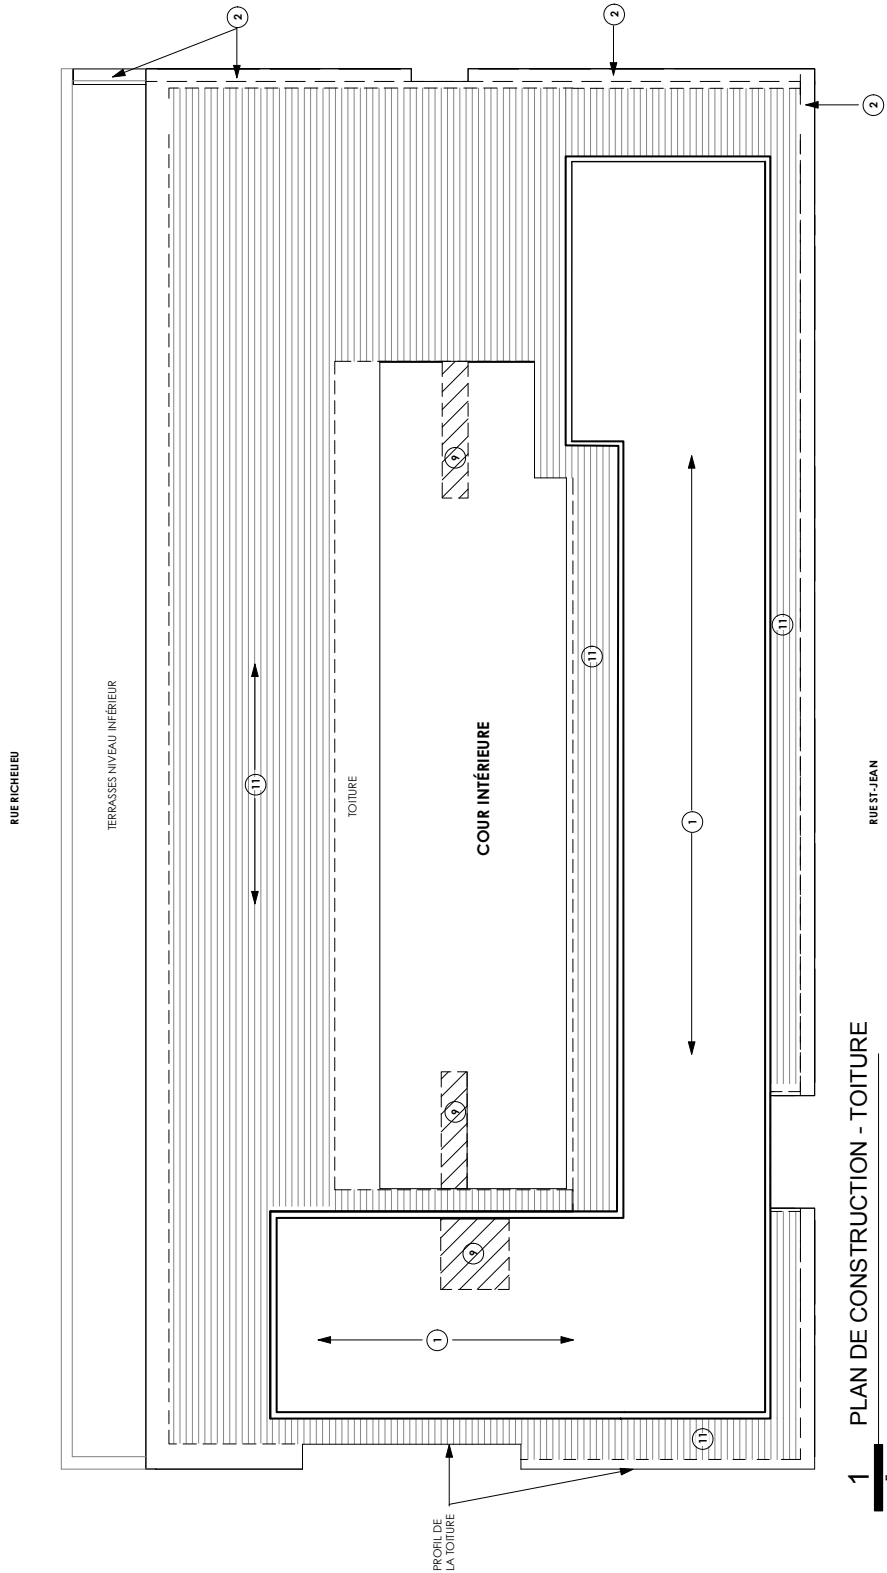 RUE RICHELIEU
TERRASSES NIVEAU INFÉRIEUR
2
2
2
11
TOITURE
COUR INTÉRIEURE
9
9
9
11
11
11
1
1
PROFIL DE
LA TOITURE
RUE ST-JEAN
1
PLAN DE CONSTRUCTION - TOITURE